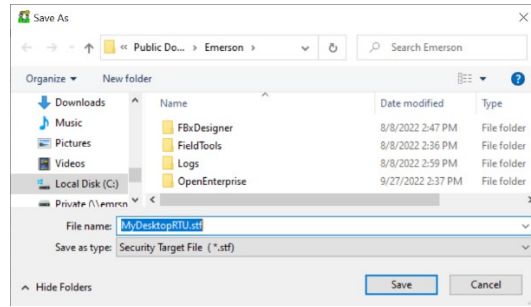 Save As
« Public Do... › Emerson ›
Search Emerson
Organize
New folder
Downloads
Music
Pictures
Videos
Local Disk (C:)
Private (\\emrsn
Name Date modified Type
FBxDesigner 8/8/2022 2:47 PM File folder
FieldTools 8/8/2022 2:36 PM File folder
Logs 8/8/2022 2:59 PM File folder
OpenEnterprise 9/27/2022 2:37 PM File folder
File name: MyDesktopRTU.stf
Save as type: Security Target File (*.stf)
Hide Folders
Save
Cancel